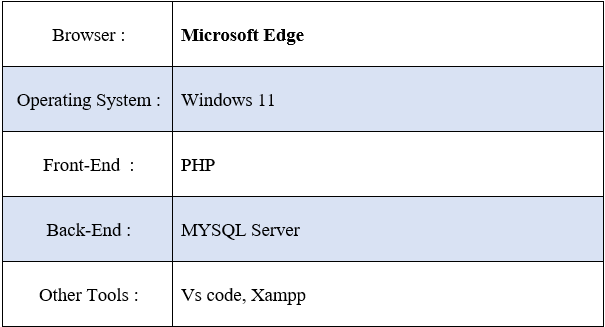 Browser : Microsoft Edge
Operating System : Windows 11
Front-End : PHP
Back-End : MYSQL Server
Other Tools : Vs code, Xampp